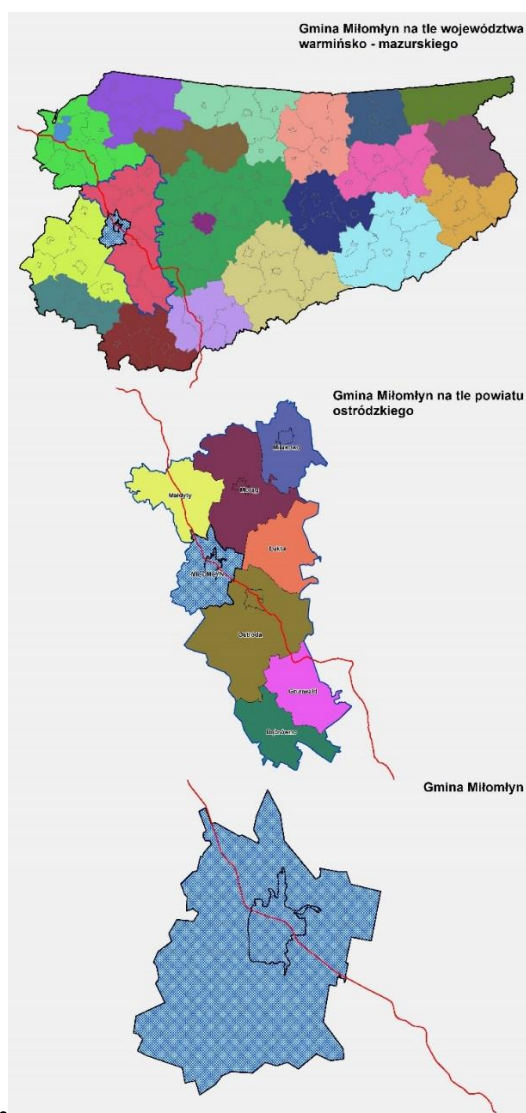 Gmina Miłomłyn na tle województwa
warmińsko - mazurskiego
Gmina Miłomłyn na tle powiatu
ostródzkiego
Miłakowo
Morąg
Małdyty
Łukta
Miłomłyn
Ostróda
Grunwald
Dąbrówno
Gmina Miłomłyn